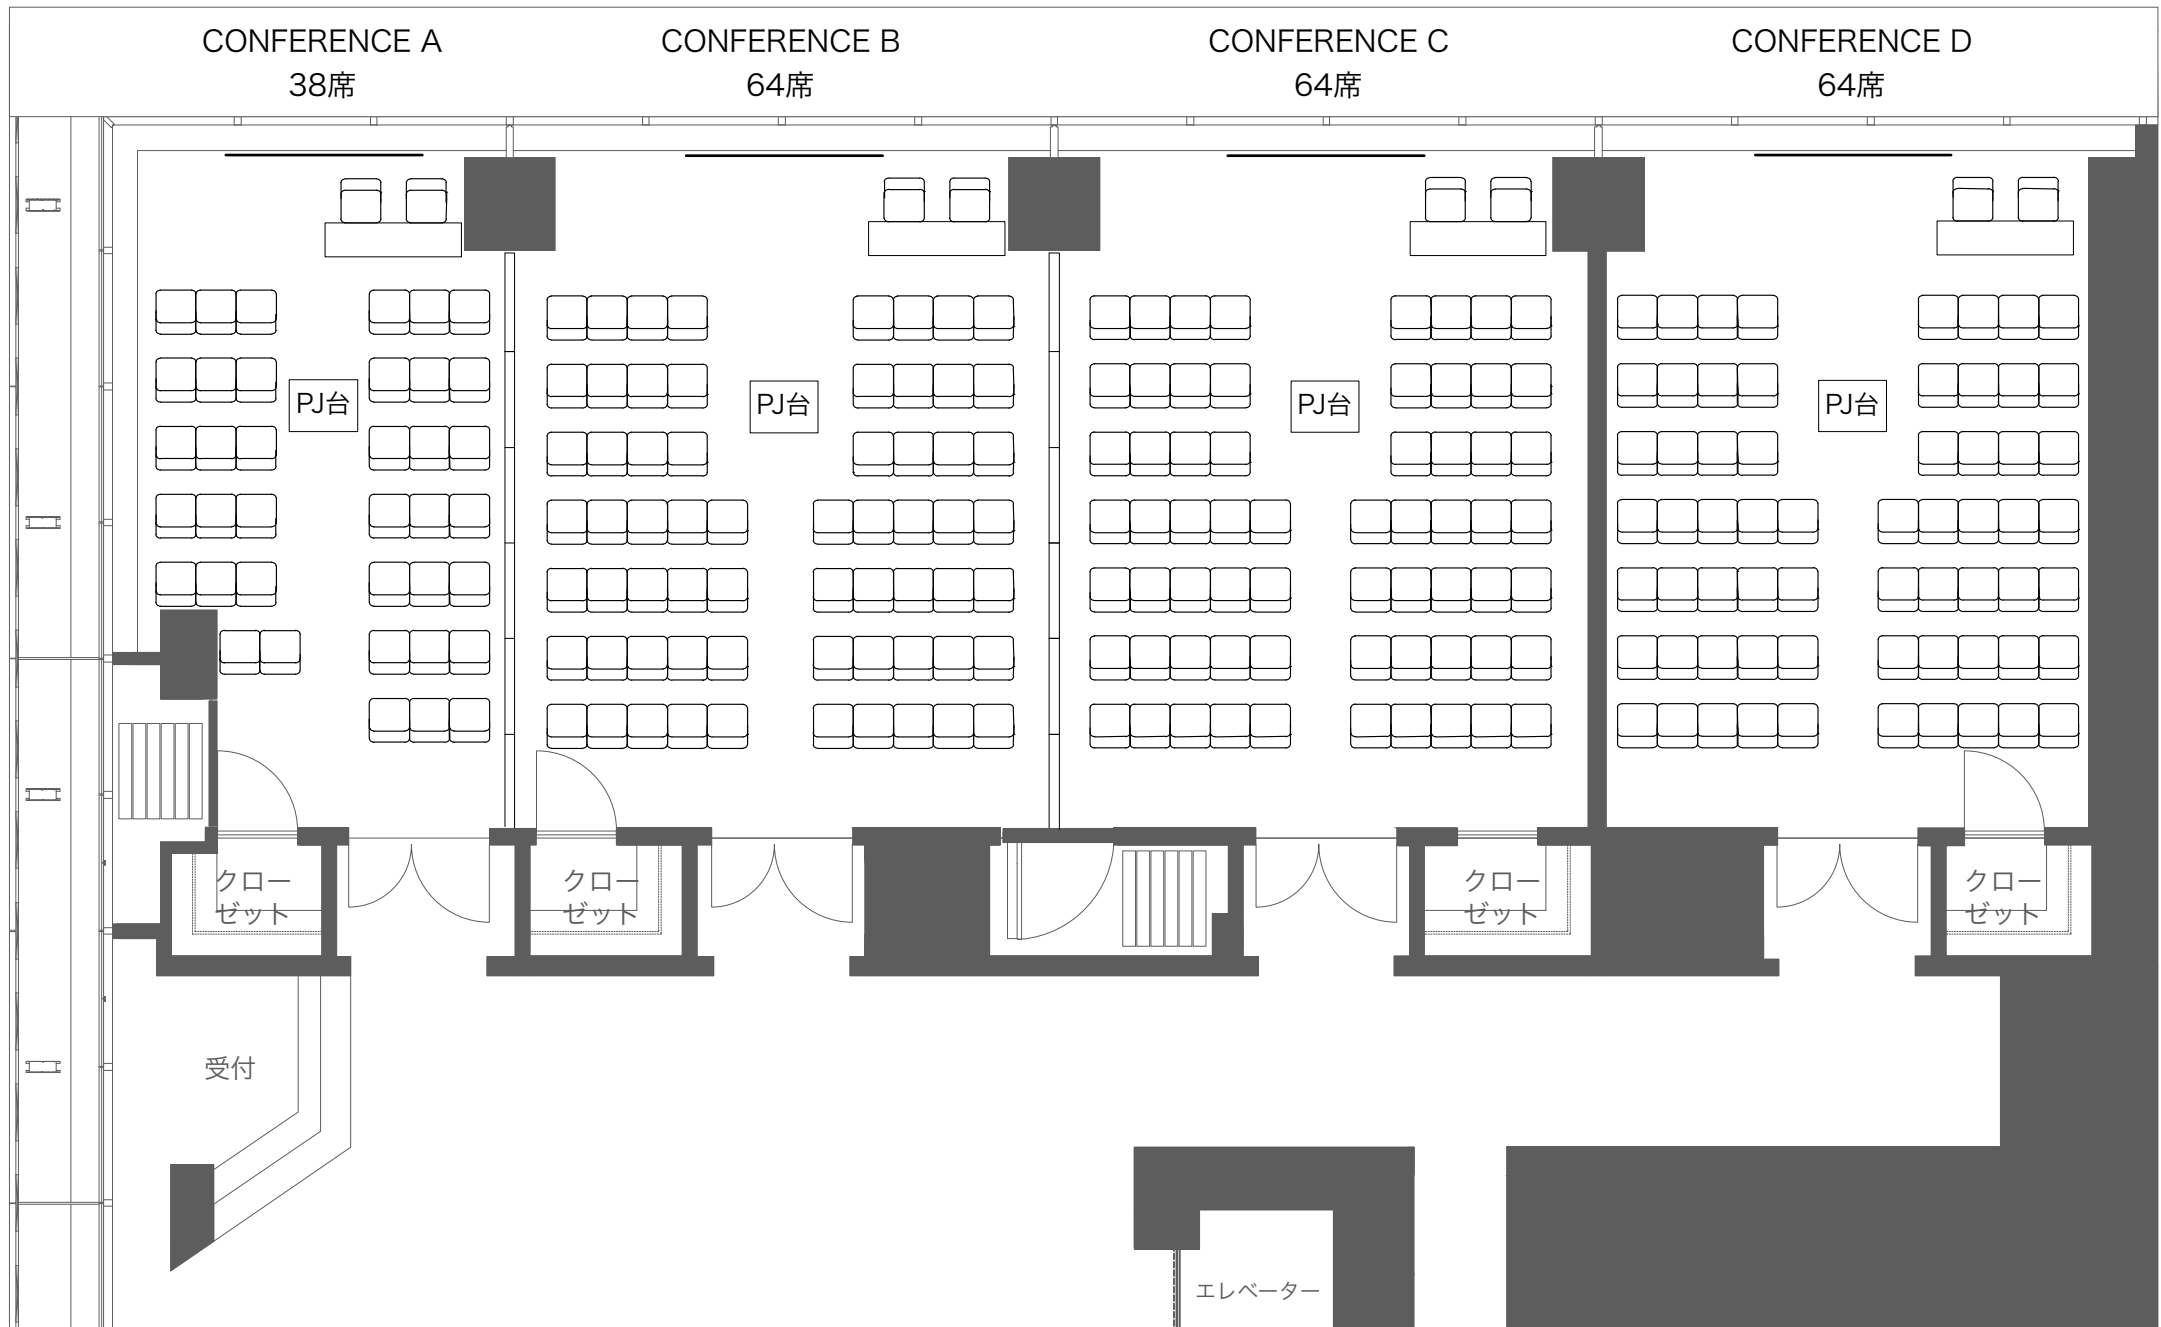 CONFERENCE A
38席
CONFERENCE B
64席
CONFERENCE C
64席
CONFERENCE D
64席
PJ台
PJ台
PJ台
PJ台
クロー
ゼット
クロー
ゼット
クロー
ゼット
クロー
ゼット
受付
エレベーター